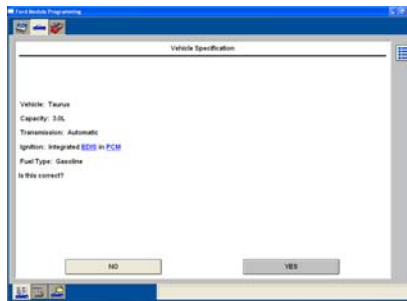 Ford Module Programming
Vehicle Specification
Vehicle: Taurus
Capacity: 3.0L
Transmission: Automatic
Ignition: Integrated EDIS in PCM
Fuel Type: Gasoline
Is this correct?
NO
YES